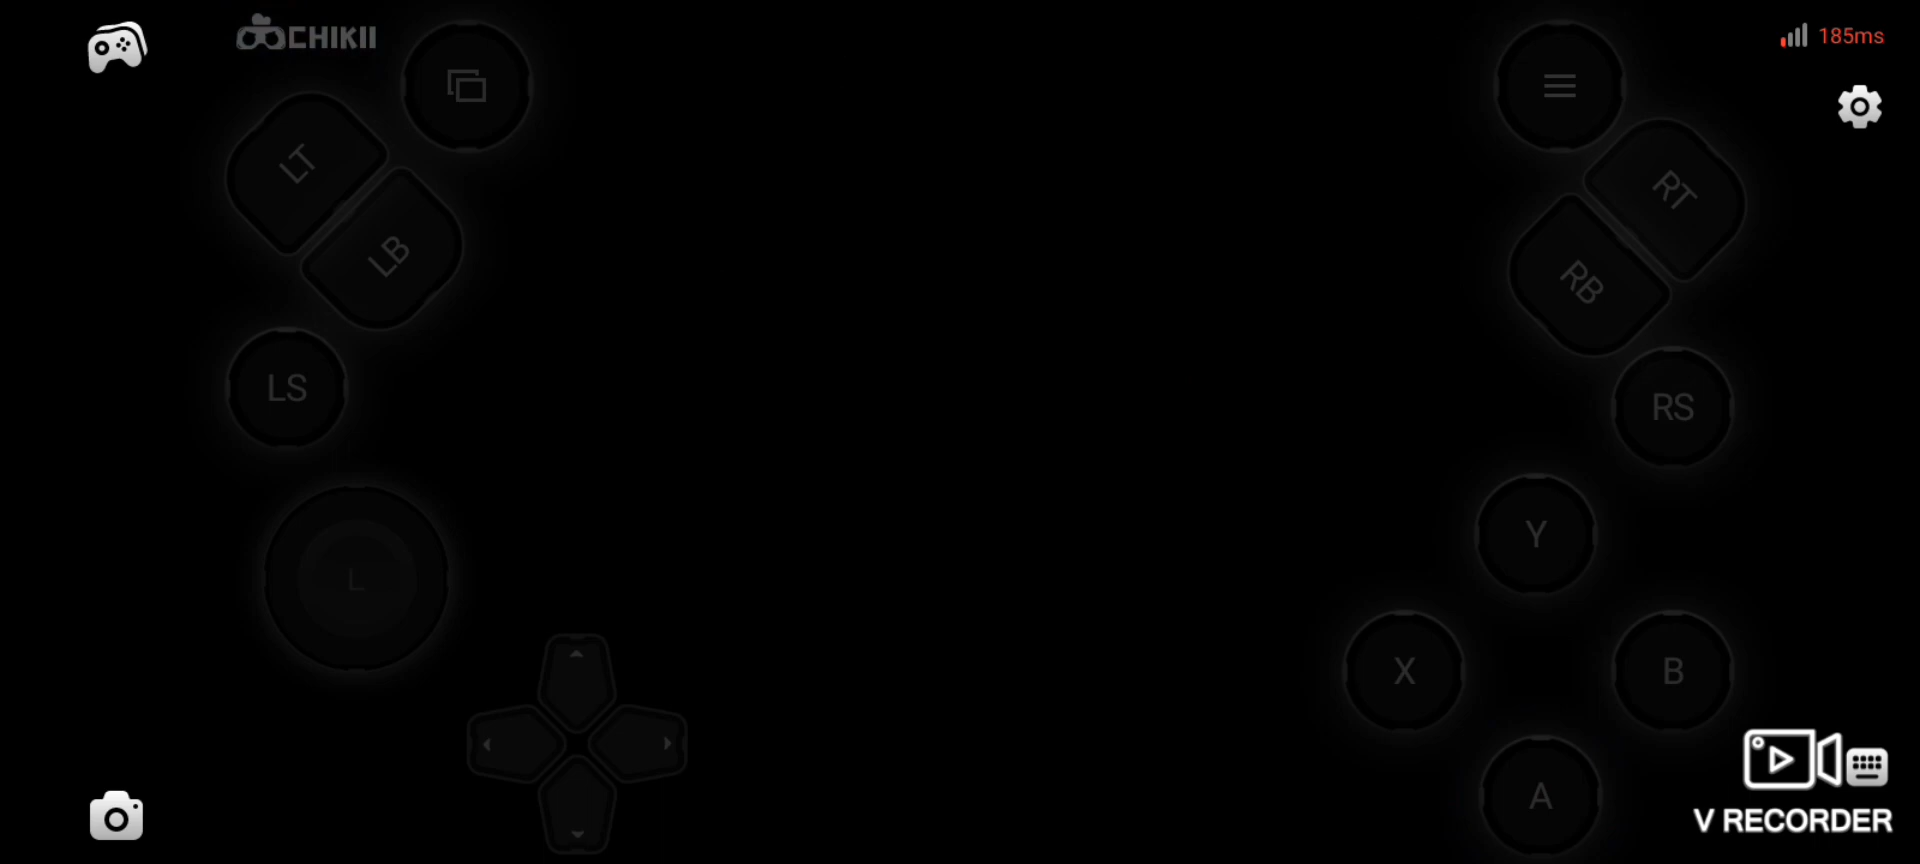 CHIKII
185ms
LT
RT
LB
RB
LS
RS
L
Y
X
B
A
V RECORDER